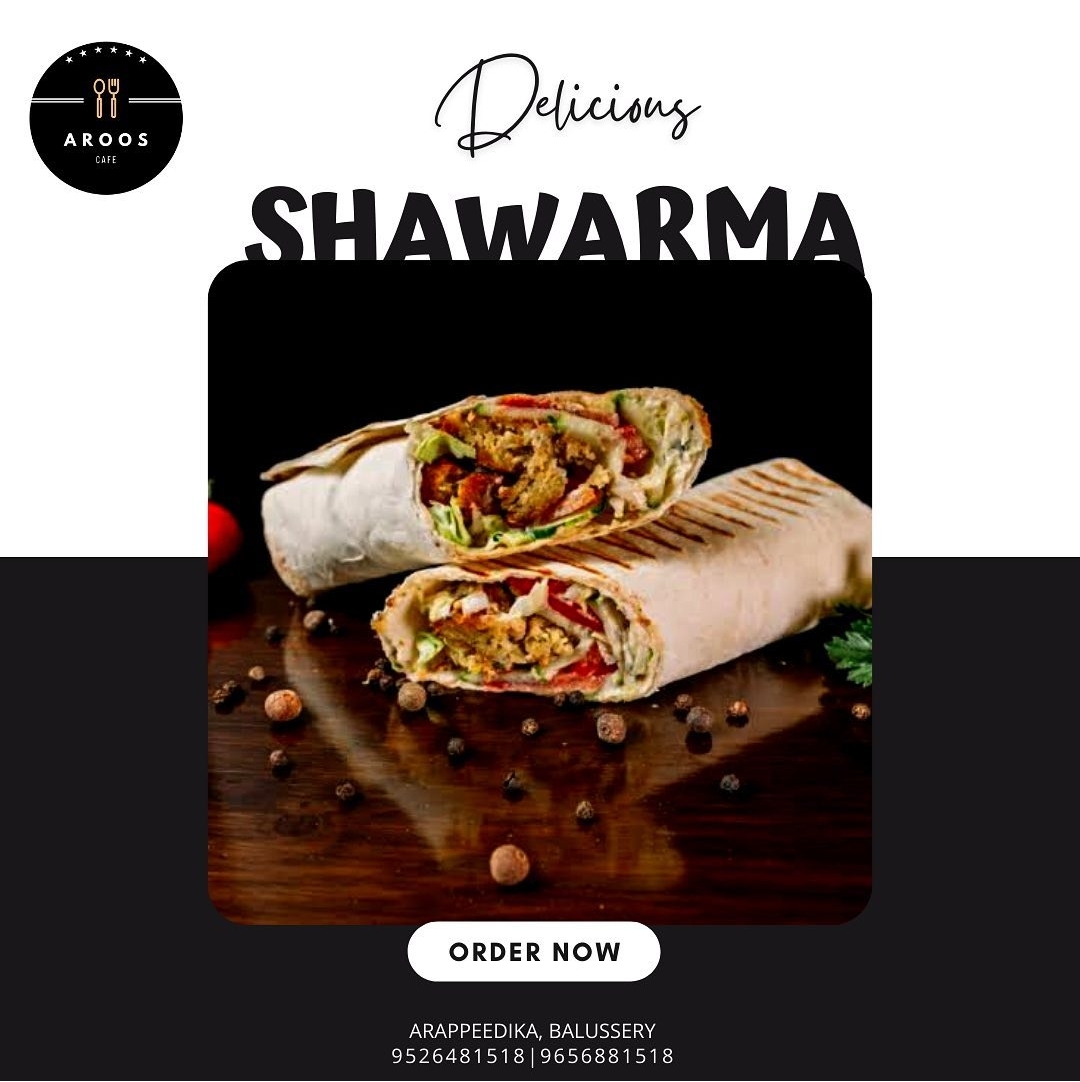 AROOS
CAFE
Delicious
SHAWARMA
ORDER NOW
ARAPPEEDIKA, BALUSSERY
9526481518|9656881518